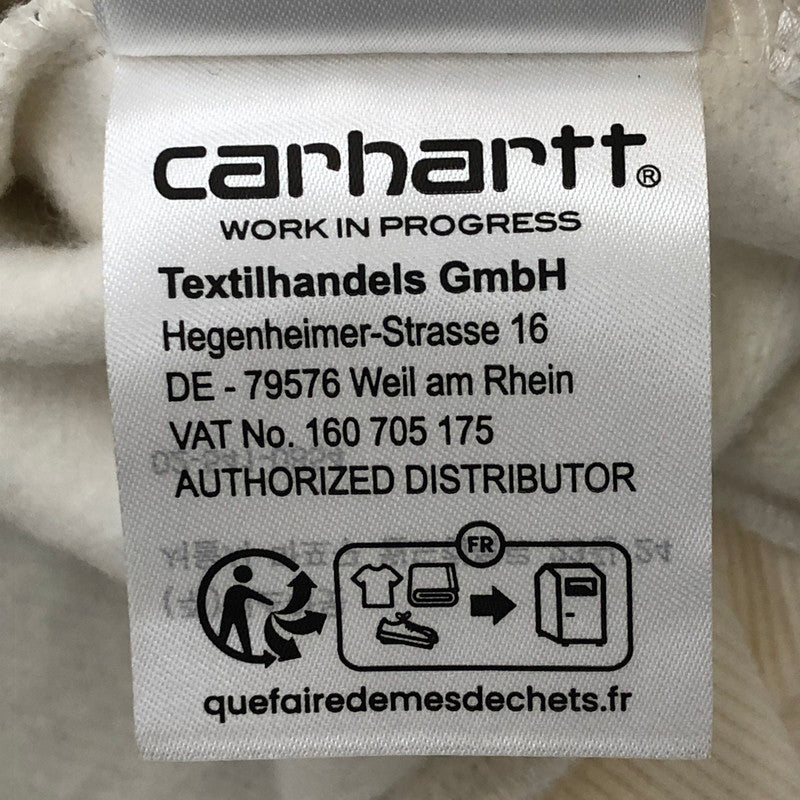 carhartt®
WORK IN PROGRESS
Textilhandels GmbH
Hegenheimer-Strasse 16
DE - 79576 Weil am Rhein
VAT No. 160 705 175
AUTHORIZED DISTRIBUTOR
FR
quefairedemesdechets.fr